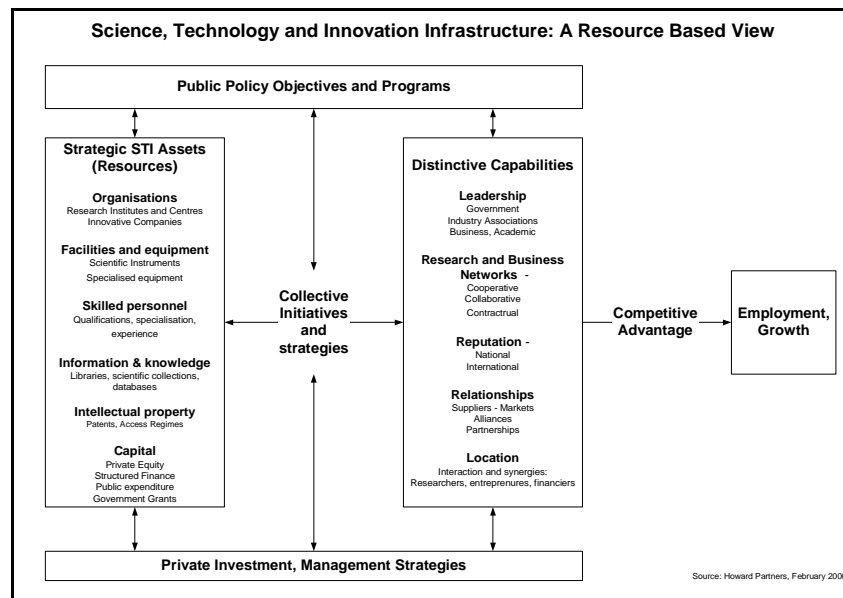 Science, Technology and Innovation Infrastructure: A Resource Based View
Public Policy Objectives and Programs
Strategic STI Assets
(Resources)
Organisations
Research Institutes and Centres
Innovative Companies
Facilities and equipment
Scientific Instruments
Specialised equipment
Skilled personnel
Qualifications, specialisation,
experience
Information & knowledge
Libraries, scientific collections,
databases
Intellectual property
Patents, Access Regimes
Capital
Private Equity
Structured Finance
Public expenditure
Government Grants
Collective
Initiatives
and
strategies
Distinctive Capabilities
Leadership
Government
Industry Associations
Business, Academic
Research and Business
Networks -
Cooperative
Collaborative
Contractrual
Reputation -
National
International
Relationships
Suppliers - Markets
Alliances
Partnerships
Location
Interaction and synergies:
Researchers, entreprenures, financiers
Competitive
Advantage
Employment,
Growth
Private Investment, Management Strategies
Source: Howard Partners, February